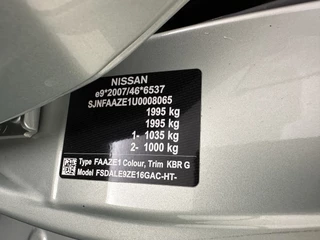 NISSAN
e9*2007/46*6537
SJNFAAZE1U0008065
1995 kg
1995 kg
1- 1035 kg
2- 1000 kg
Type FAAZE1 Colour, Trim KBR G
Model FSDALE9ZE16GAC-HT-